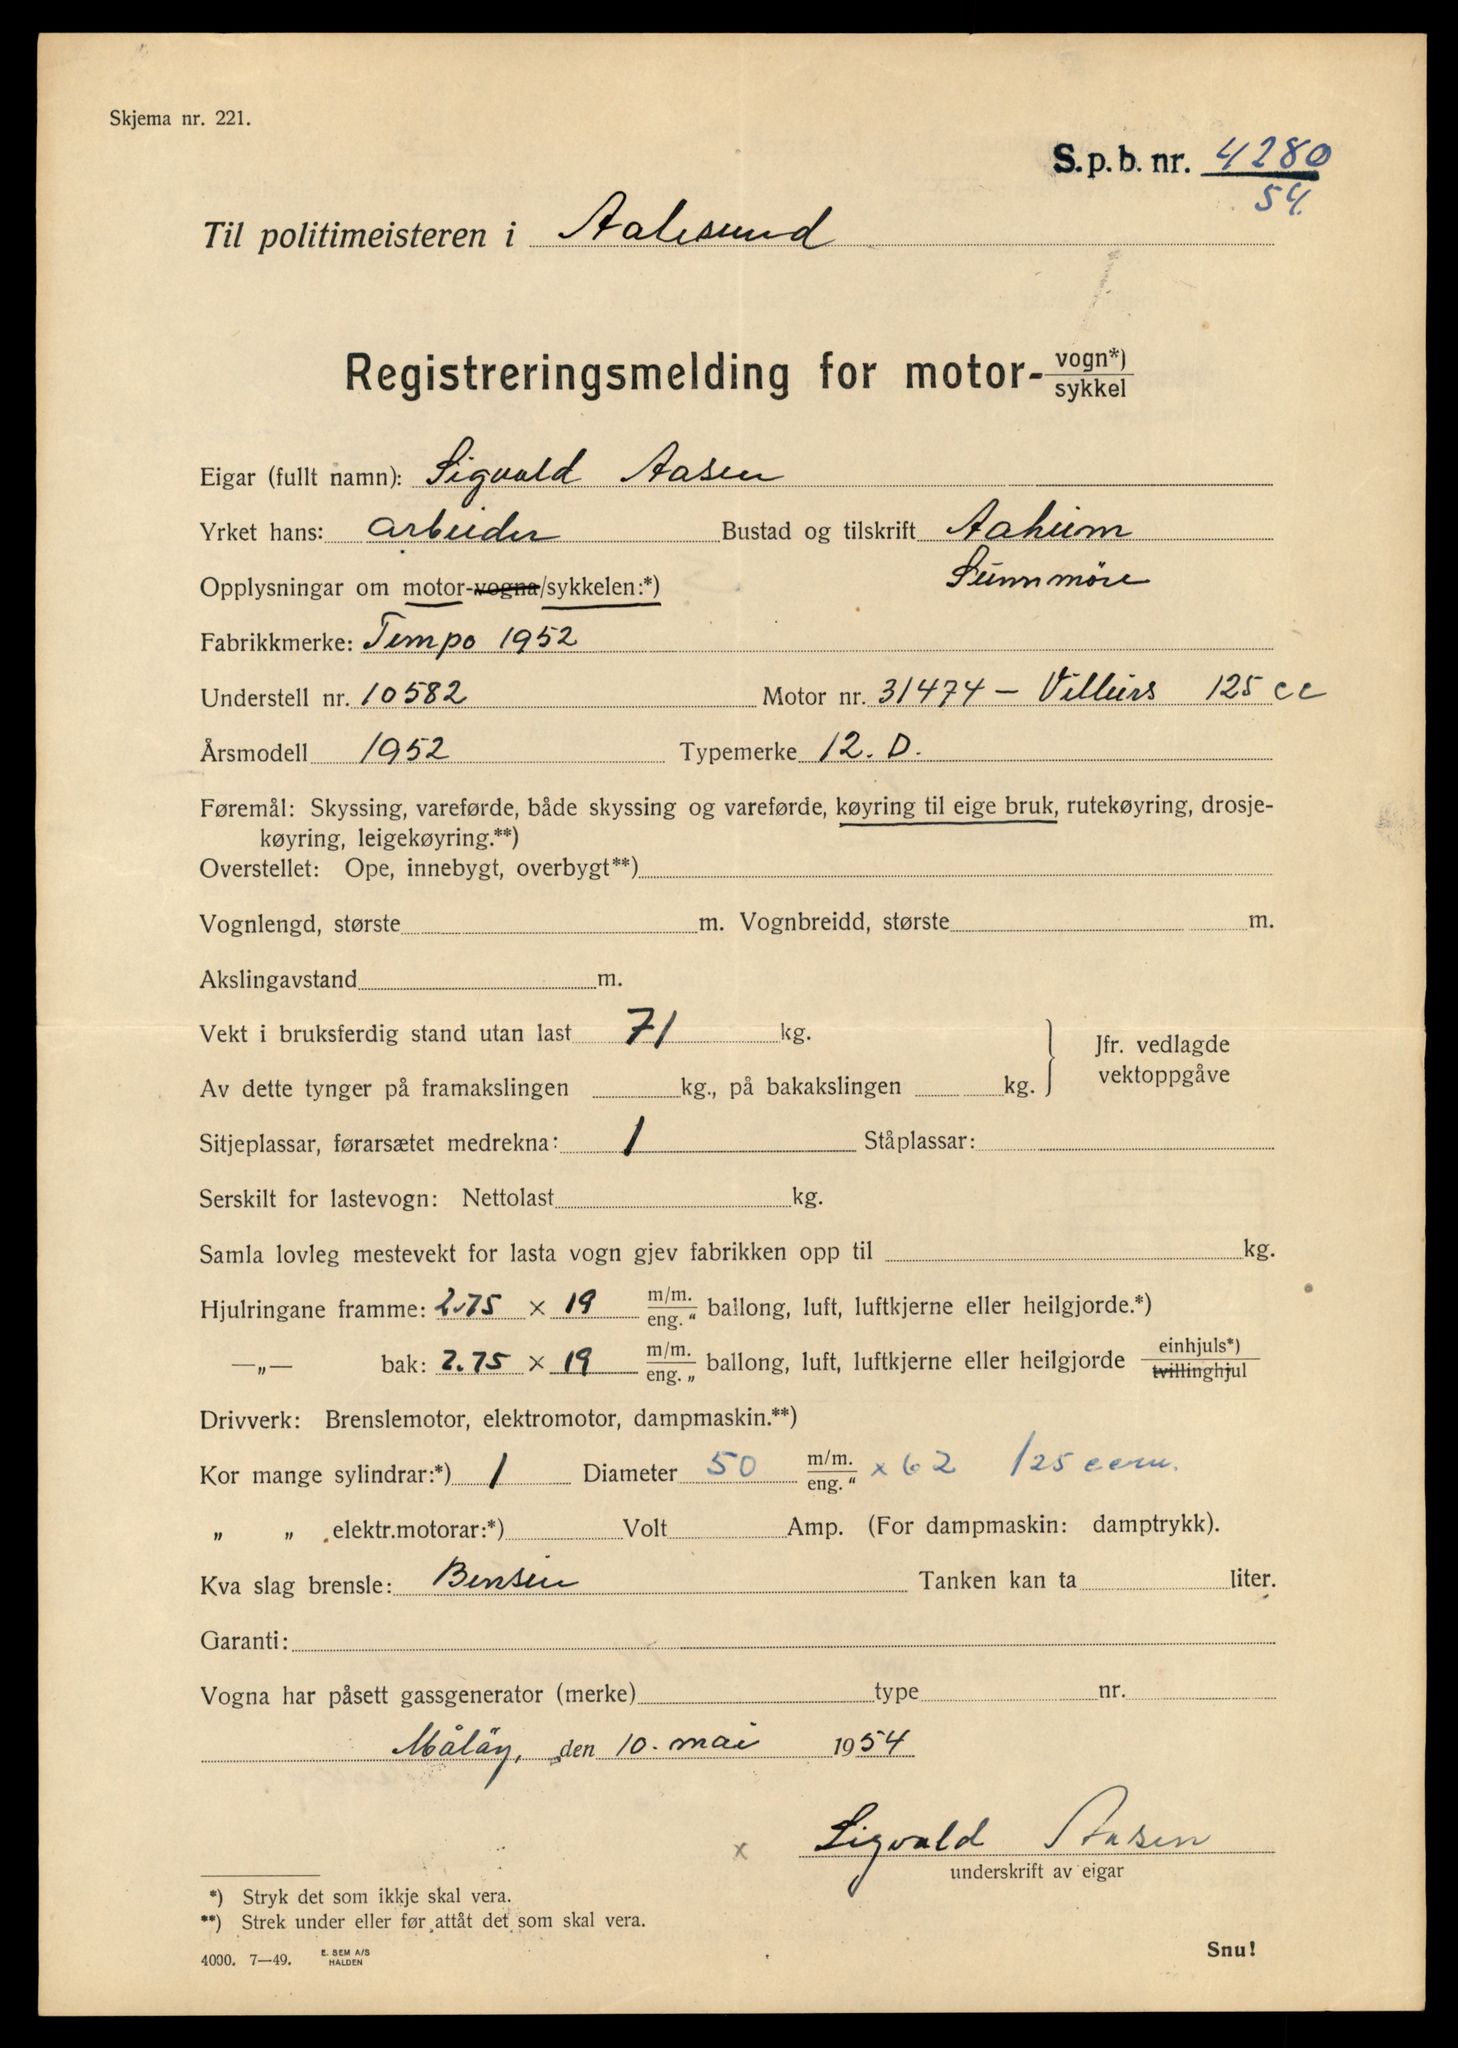 Skjema nr. 221.
S.p.b. nr. 4280
54.
Til politimeisteren i Aalesund
Registreringsmelding for motor- vogn*)
sykkel
Eigar (fullt namn): Sigvald Aasen
Yrket hans: arbeider Bustad og tilskrift Aaheim
Sunnmöre
Opplysningar om motor-vogna/sykkelen:*)
Fabrikkmerke: Tempo 1952
Understell nr. 10582 Motor nr. 31474 – Villiers 125 cc
Årsmodell 1952 Typemerke 12. D.
Føremål: Skyssing, vareførde, både skyssing og vareførde, køyring til eige bruk, rutekøyring, drosje-
køyring, leigekøyring.**)
Overstellet: Ope, innebygt, overbygt**)
Vognlengd, største m. Vognbreidd, største m.
Akslingavstand m.
Vekt i bruksferdig stand utan last 71 kg.
Av dette tynger på framakslingen kg., på bakakslingen kg.
Jfr. vedlagde
vektoppgåve
Sitjeplassar, førarsætet medrekna: 1 Ståplassar:
Serskilt for lastevogn: Nettolast kg.
Samla lovleg mestevekt for lasta vogn gjev fabrikken opp til kg.
Hjulringane framme: 2.75 × 19 m/m. eng. " ballong, luft, luftkjerne eller heilgjorde.*)
—„— bak: 2.75 × 19 m/m. eng. „ ballong, luft, luftkjerne eller heilgjorde einhjuls*) tvillinghjul
Drivverk: Brenslemotor, elektromotor, dampmaskin.**)
Kor mange sylindrar:*) 1 Diameter 50 m/m. eng. " x 62 125 ccm.
„ „ elektr.motorar:*) Volt Amp. (For dampmaskin: damptrykk).
Kva slag brensle: Bensin Tanken kan ta liter.
Garanti:
Vogna har påsett gassgenerator (merke) type nr.
Måløy, den 10. mai 1954
x Sigvald Aasen
underskrift av eigar
*) Stryk det som ikkje skal vera.
**) Strek under eller før attåt det som skal vera.
4000. 7—49. E. SEM A/S
HALDEN
Snu!